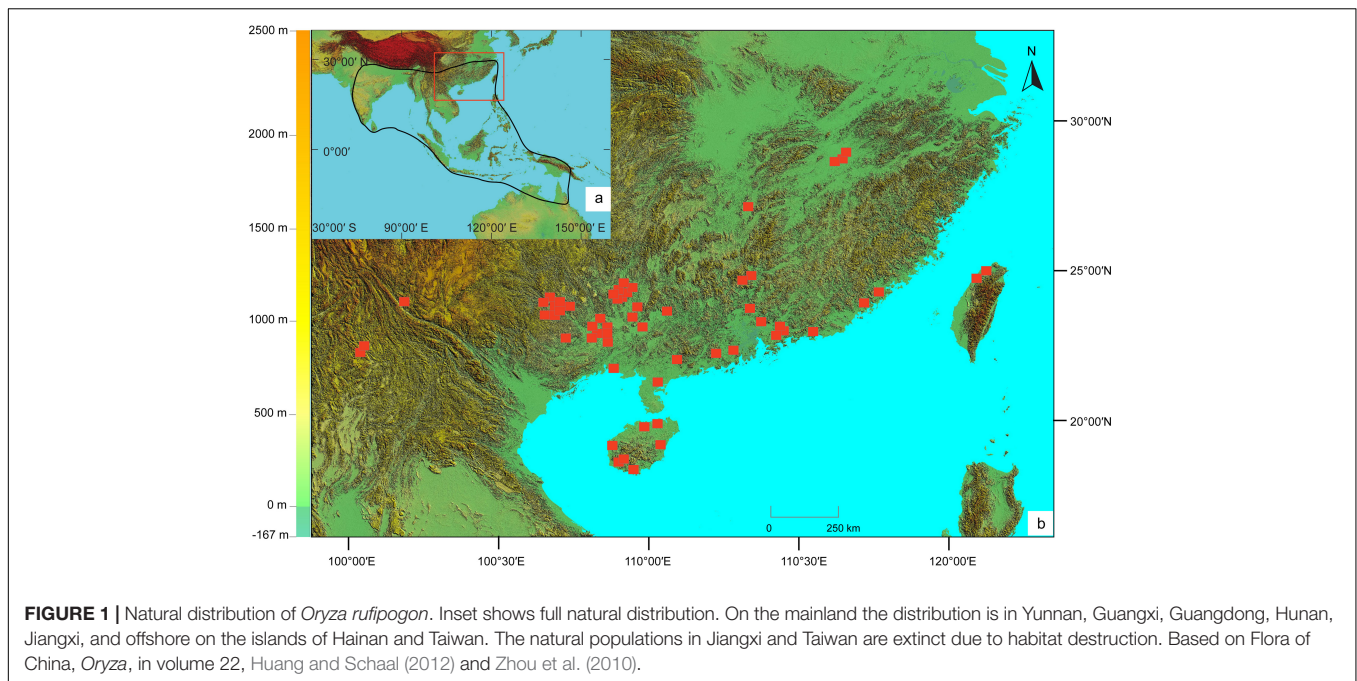 2500 m
2000 m
1500 m
1000 m
500 m
0 m
-167 m
30°00′ N
0°00′
30°00′ S
90°00′ E
120°00′ E
150°00′ E
a
N
30°00′N
25°00′N
20°00′N
0
250 km
b
100°00′E
100°30′E
110°00′E
110°30′E
120°00′E
FIGURE 1 | Natural distribution of Oryza rufipogon. Inset shows full natural distribution. On the mainland the distribution is in Yunnan, Guangxi, Guangdong, Hunan,
Jiangxi, and offshore on the islands of Hainan and Taiwan. The natural populations in Jiangxi and Taiwan are extinct due to habitat destruction. Based on Flora of
China, Oryza, in volume 22, Huang and Schaal (2012) and Zhou et al. (2010).